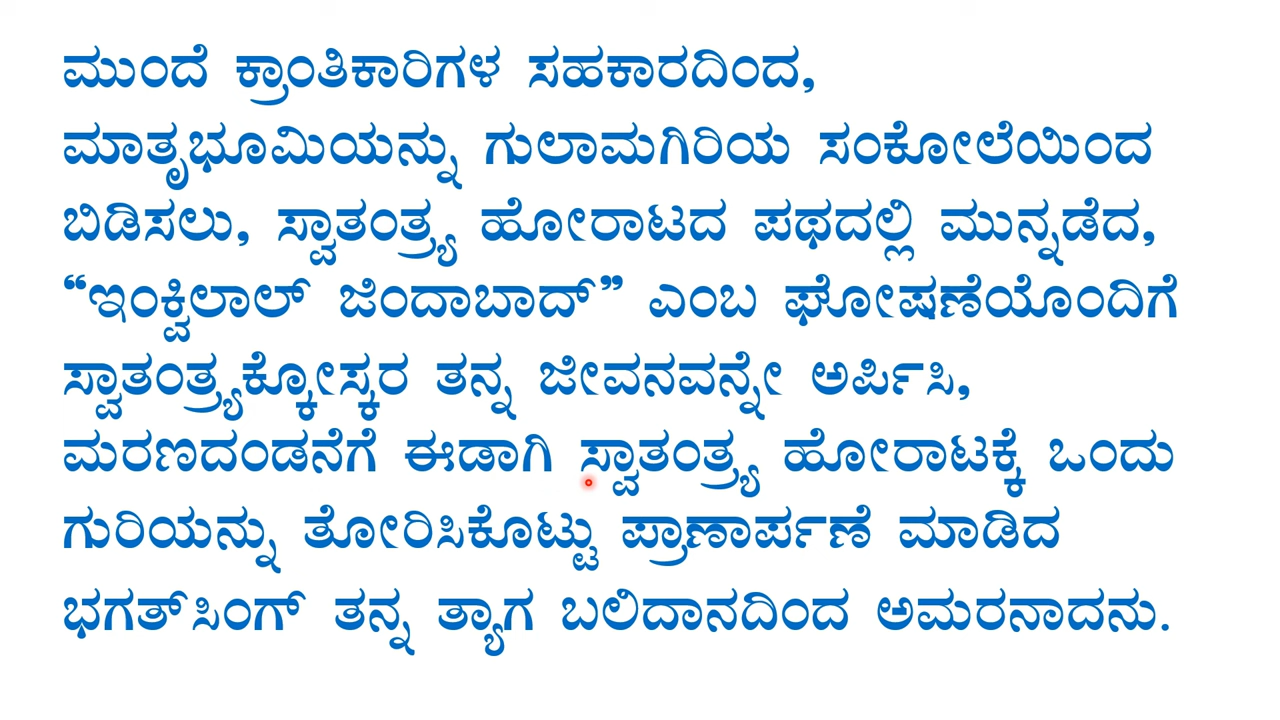 ಮುಂದೆ ಕ್ರಾಂತಿಕಾರಿಗಳ ಸಹಕಾರದಿಂದ,
ಮಾತೃಭೂಮಿಯನ್ನು ಗುಲಾಮಗಿರಿಯ ಸಂಕೋಲೆಯಿಂದ
ಬಿಡಿಸಲು, ಸ್ವಾತಂತ್ರ್ಯ ಹೋರಾಟದ ಪಥದಲ್ಲಿ ಮುನ್ನಡೆದ,
“ಇಂಕ್ವಿಲಾಲ್ ಜಿಂದಾಬಾದ್” ಎಂಬ ಘೋಷಣೆಯೊಂದಿಗೆ
ಸ್ವಾತಂತ್ರ್ಯಕ್ಕೋಸ್ಕರ ತನ್ನ ಜೀವನವನ್ನೇ ಅರ್ಪಿಸಿ,
ಮರಣದಂಡನೆಗೆ ಈಡಾಗಿ ಸ್ವಾತಂತ್ರ್ಯ ಹೋರಾಟಕ್ಕೆ ಒಂದು
ಗುರಿಯನ್ನು ತೋರಿಸಿಕೊಟ್ಟು ಪ್ರಾಣಾರ್ಪಣೆ ಮಾಡಿದ
ಭಗತ್‌ಸಿಂಗ್ ತನ್ನ ತ್ಯಾಗ ಬಲಿದಾನದಿಂದ ಅಮರನಾದನು.